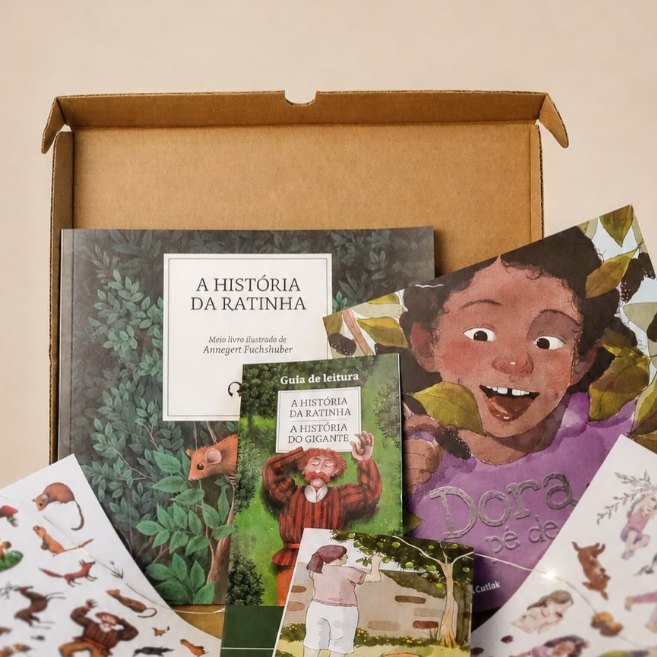 A HISTÓRIA
DA RATINHA
Meio livro ilustrado de
Annegert Fuchshuber
Guia de leitura
A HISTÓRIA
DA RATINHA
A HISTÓRIA
DO GIGANTE
Dora
pé de
Cutlak